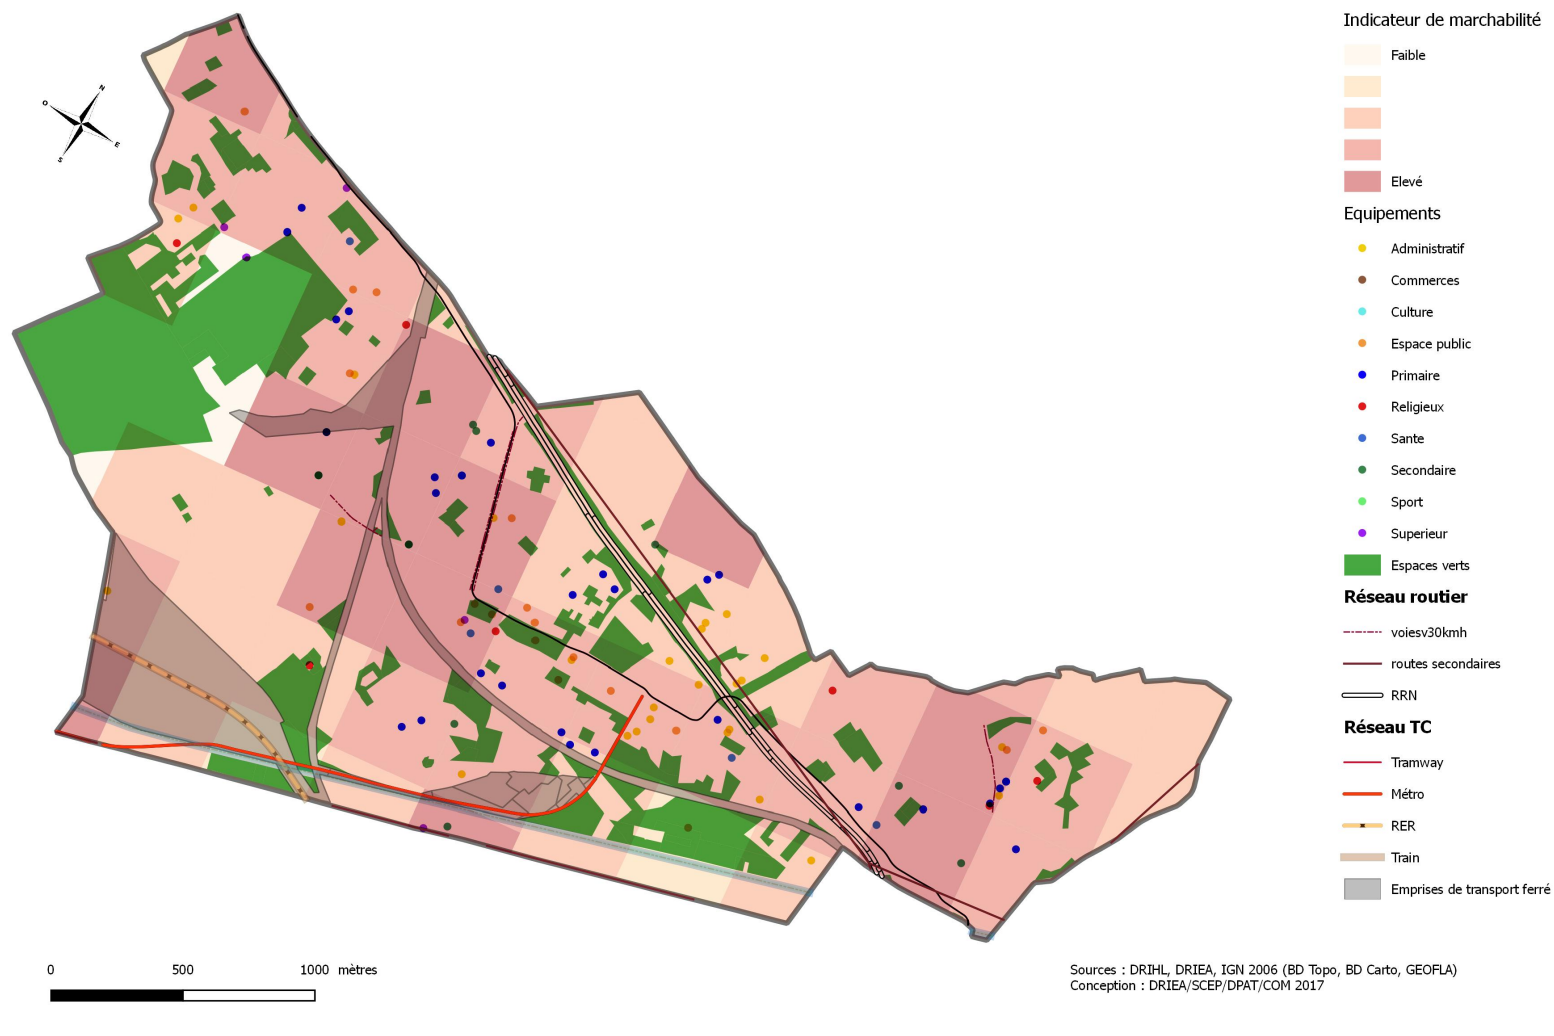 Indicateur de marchabilité
Faible
Elevé
Equipements
Administratif
Commerces
Culture
Espace public
Primaire
Religieux
Sante
Secondaire
Sport
Superieur
Espaces verts
Réseau routier
voiesv30kmh
routes secondaires
RRN
Réseau TC
Tramway
Métro
RER
Train
Emprises de transport ferré
N
O
E
S
0 500 1000 mètres
Sources : DRIHL, DRIEA, IGN 2006 (BD Topo, BD Carto, GEOFLA)
Conception : DRIEA/SCEP/DPAT/COM 2017